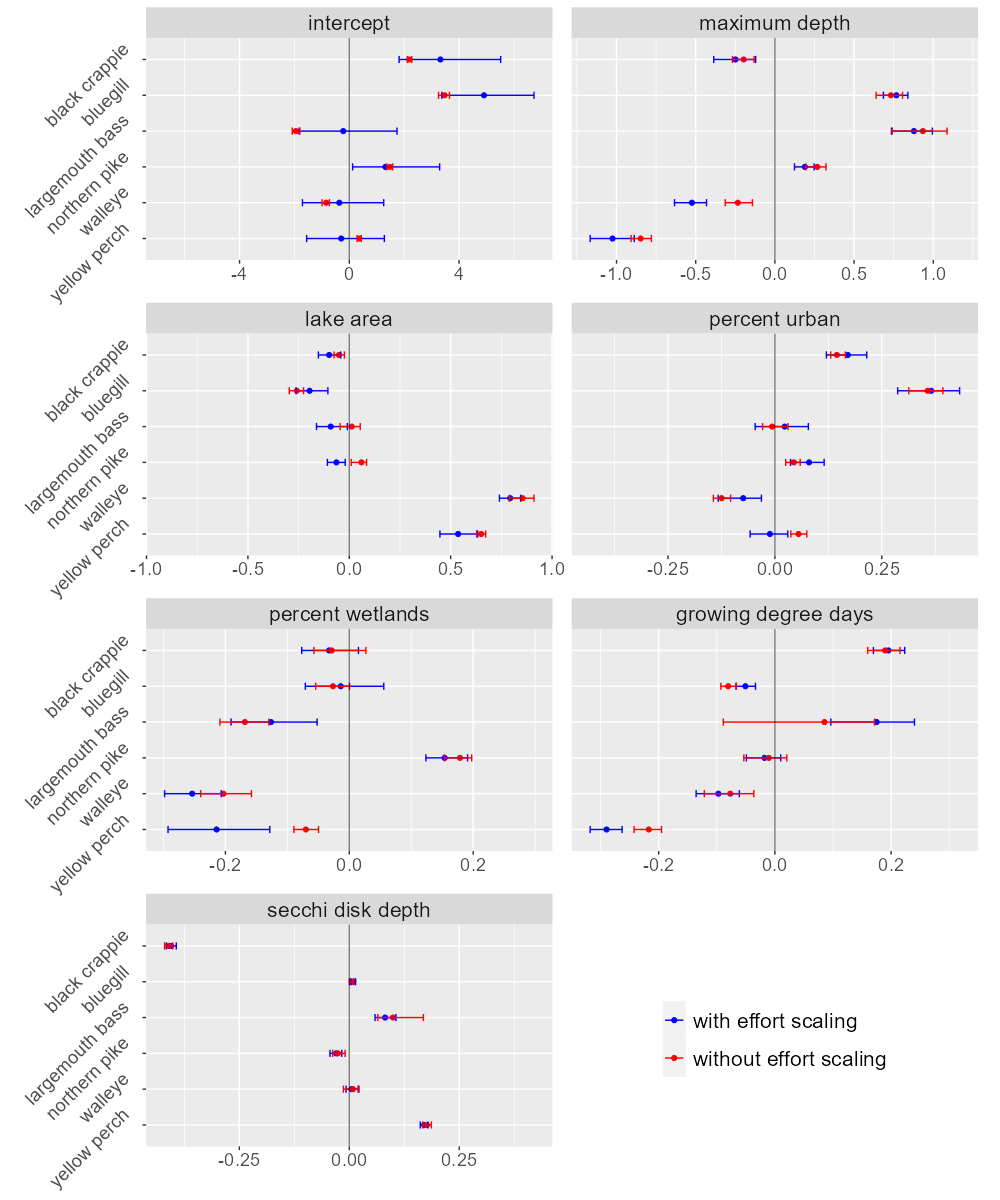 intercept
maximum depth
black crappie
bluegill
largemouth bass
northern pike
walleye
yellow perch
-4 0 4
-1.0 -0.5 0.0 0.5 1.0
lake area
percent urban
black crappie
bluegill
largemouth bass
northern pike
walleye
yellow perch
-1.0 -0.5 0.0 0.5 1.0
-0.25 0.00 0.25
percent wetlands
growing degree days
black crappie
bluegill
largemouth bass
northern pike
walleye
yellow perch
-0.2 0.0 0.2
-0.2 0.0 0.2
secchi disk depth
black crappie
bluegill
largemouth bass
northern pike
walleye
yellow perch
-0.25 0.00 0.25
with effort scaling
without effort scaling